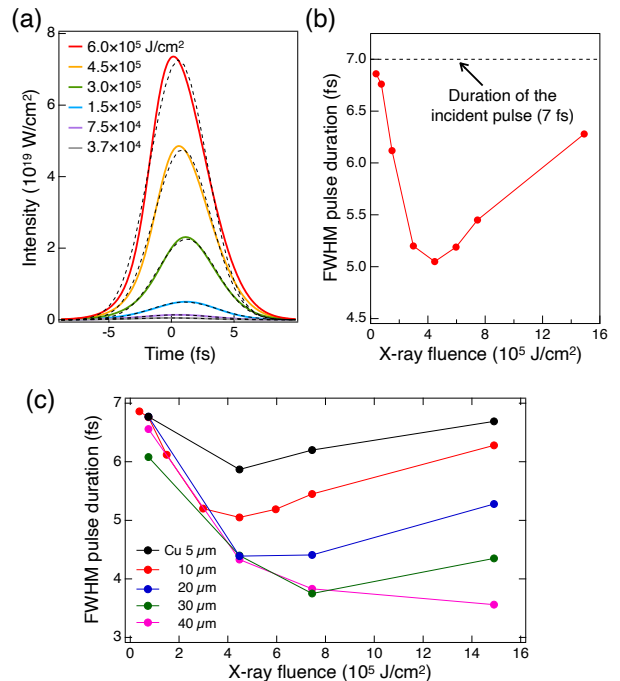 (a)
8
6
4
2
0
Intensity (10¹⁹ W/cm²)
6.0×10⁵ J/cm²
4.5×10⁵
3.0×10⁵
1.5×10⁵
7.5×10⁴
3.7×10⁴
-5 0 5
Time (fs)
(b)
7.0
6.5
6.0
5.5
5.0
4.5
FWHM pulse duration (fs)
Duration of the
incident pulse (7 fs)
0 4 8 12 16
X-ray fluence (10⁵ J/cm²)
(c)
7
6
5
4
3
FWHM pulse duration (fs)
Cu 5 µm
10 µm
20 µm
30 µm
40 µm
0 2 4 6 8 10 12 14 16
X-ray fluence (10⁵ J/cm²)